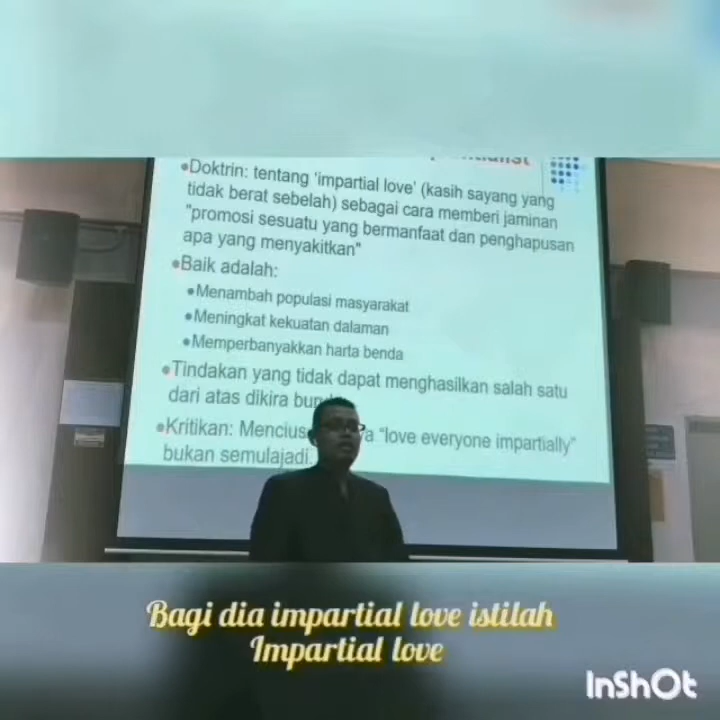 •Doktrin: tentang 'impartial love' (kasih sayang yang
tidak berat sebelah) sebagai cara memberi jaminan
"promosi sesuatu yang bermanfaat dan penghapusan
apa yang menyakitkan"
•Baik adalah:
•Menambah populasi masyarakat
•Meningkat kekuatan dalaman
•Memperbanyakkan harta benda
•Tindakan yang tidak dapat menghasilkan salah satu
dari atas dikira
•Kritikan: Mencius "love everyone impartially"
bukan semulajadi.
Bagi dia impartial love istilah
Impartial love
InShOt